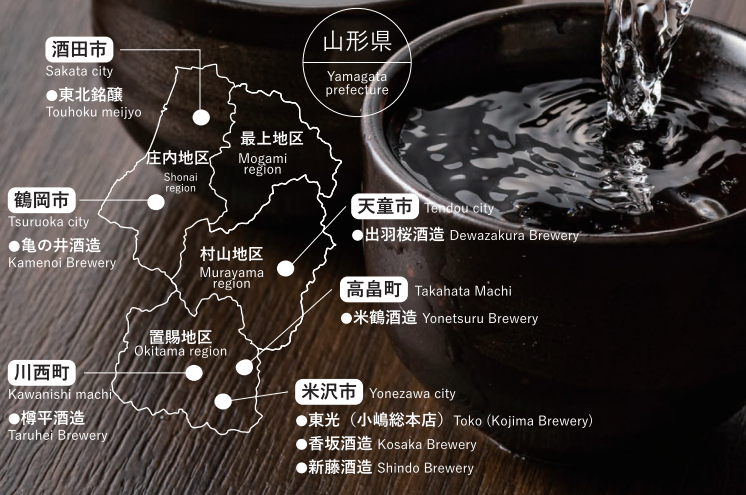 山形県
Yamagata
prefecture
酒田市
Sakata city
●東北銘醸
Touhoku meijyo
最上地区
Mogami
region
庄内地区
Shonai
region
鶴岡市
Tsuruoka city
●亀の井酒造
Kamenoi Brewery
天童市 Tendou city
●出羽桜酒造 Dewazakura Brewery
村山地区
Murayama
region
高畠町 Takahata Machi
●米鶴酒造 Yonetsuru Brewery
置賜地区
Okitama region
川西町
Kawanishi machi
●樽平酒造
Taruhei Brewery
米沢市 Yonezawa city
●東光（小嶋総本店）Toko (Kojima Brewery)
●香坂酒造 Kosaka Brewery
●新藤酒造 Shindo Brewery